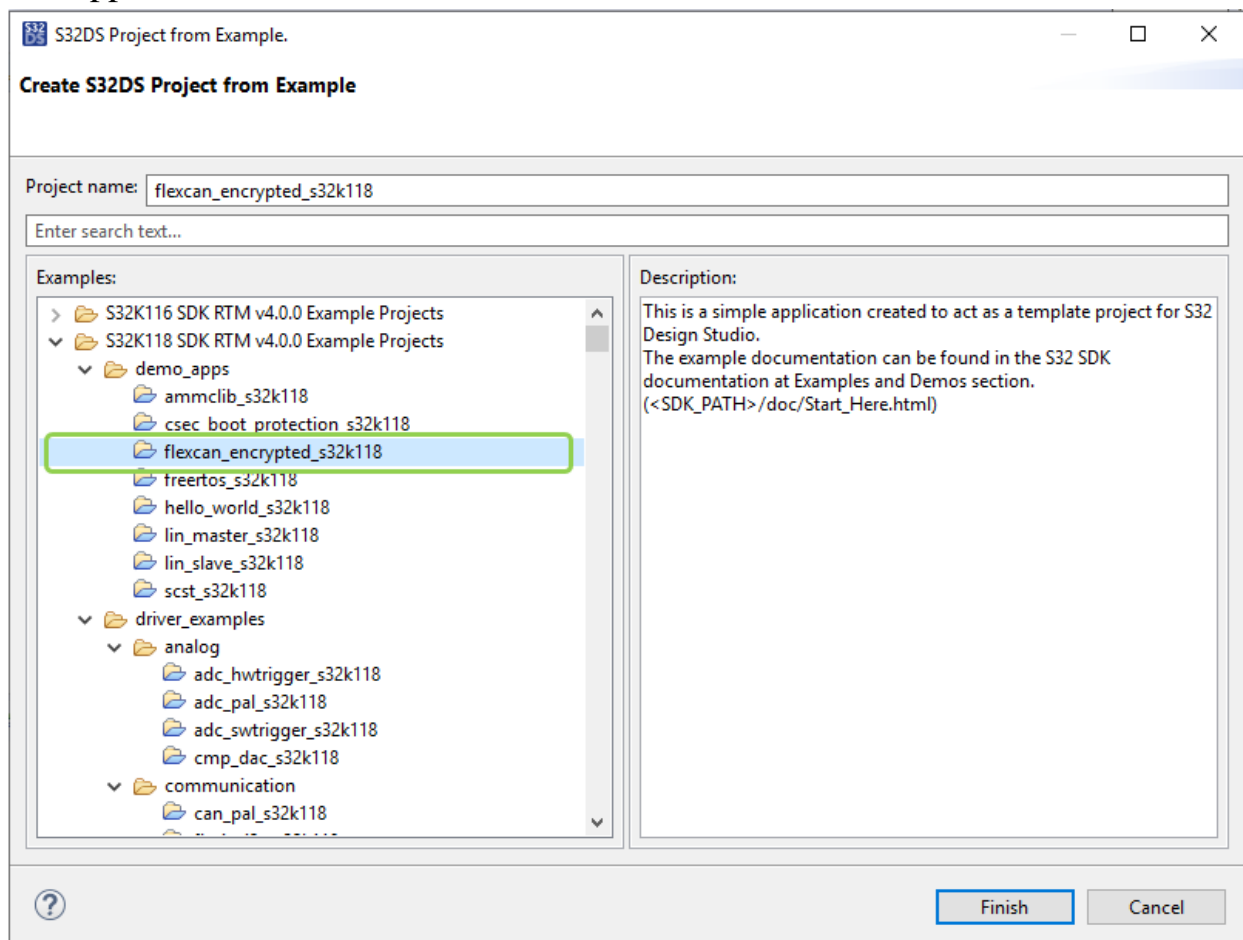 S32DS Project from Example.
Create S32DS Project from Example
Project name: flexcan_encrypted_s32k118
Enter search text...
Examples:
S32K116 SDK RTM v4.0.0 Example Projects
S32K118 SDK RTM v4.0.0 Example Projects
demo_apps
ammclib_s32k118
csec_boot_protection_s32k118
flexcan_encrypted_s32k118
freertos_s32k118
hello_world_s32k118
lin_master_s32k118
lin_slave_s32k118
scst_s32k118
driver_examples
analog
adc_hwtrigger_s32k118
adc_pal_s32k118
adc_swtrigger_s32k118
cmp_dac_s32k118
communication
can_pal_s32k118
Description:
This is a simple application created to act as a template project for S32
Design Studio.
The example documentation can be found in the S32 SDK
documentation at Examples and Demos section.
(<SDK_PATH>/doc/Start_Here.html)
Finish
Cancel